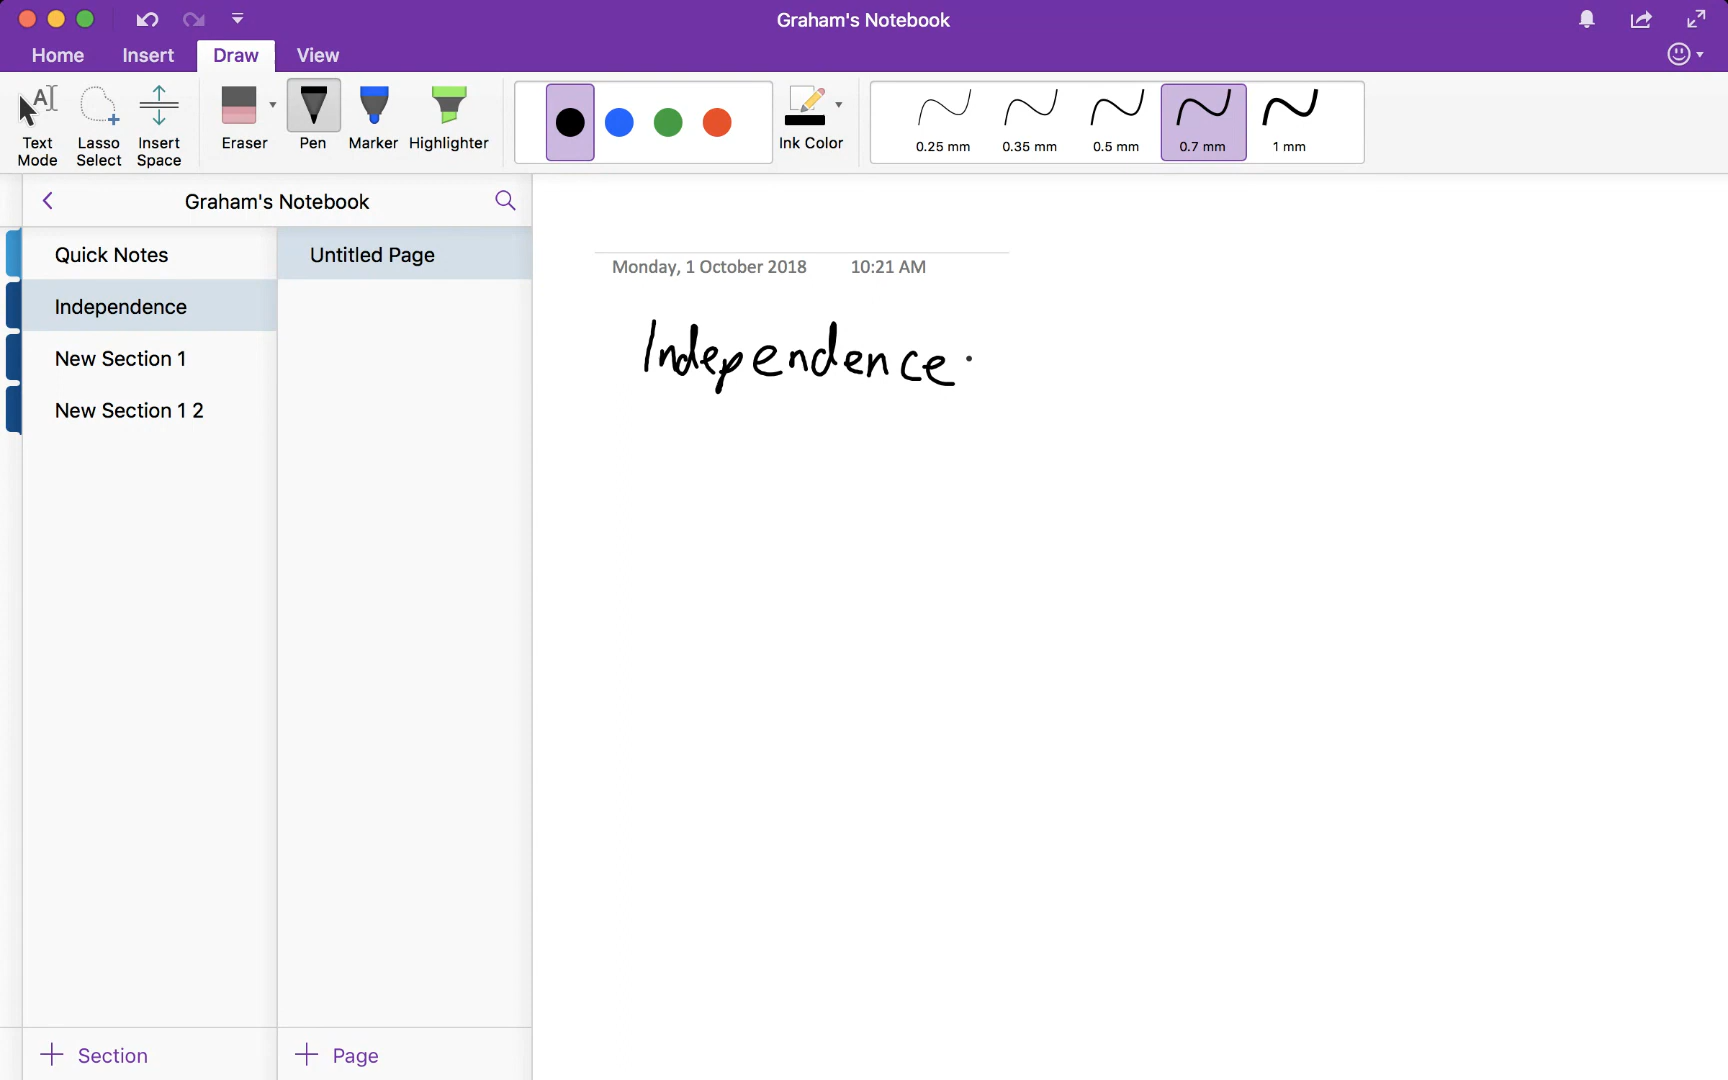 Graham's Notebook
Home Insert Draw View
Text Mode
Lasso Select
Insert Space
Eraser
Pen
Marker
Highlighter
Ink Color
0.25 mm
0.35 mm
0.5 mm
0.7 mm
1 mm
Graham's Notebook
Quick Notes
Independence
New Section 1
New Section 1 2
Untitled Page
Monday, 1 October 2018 10:21 AM
Independence
+ Section
+ Page